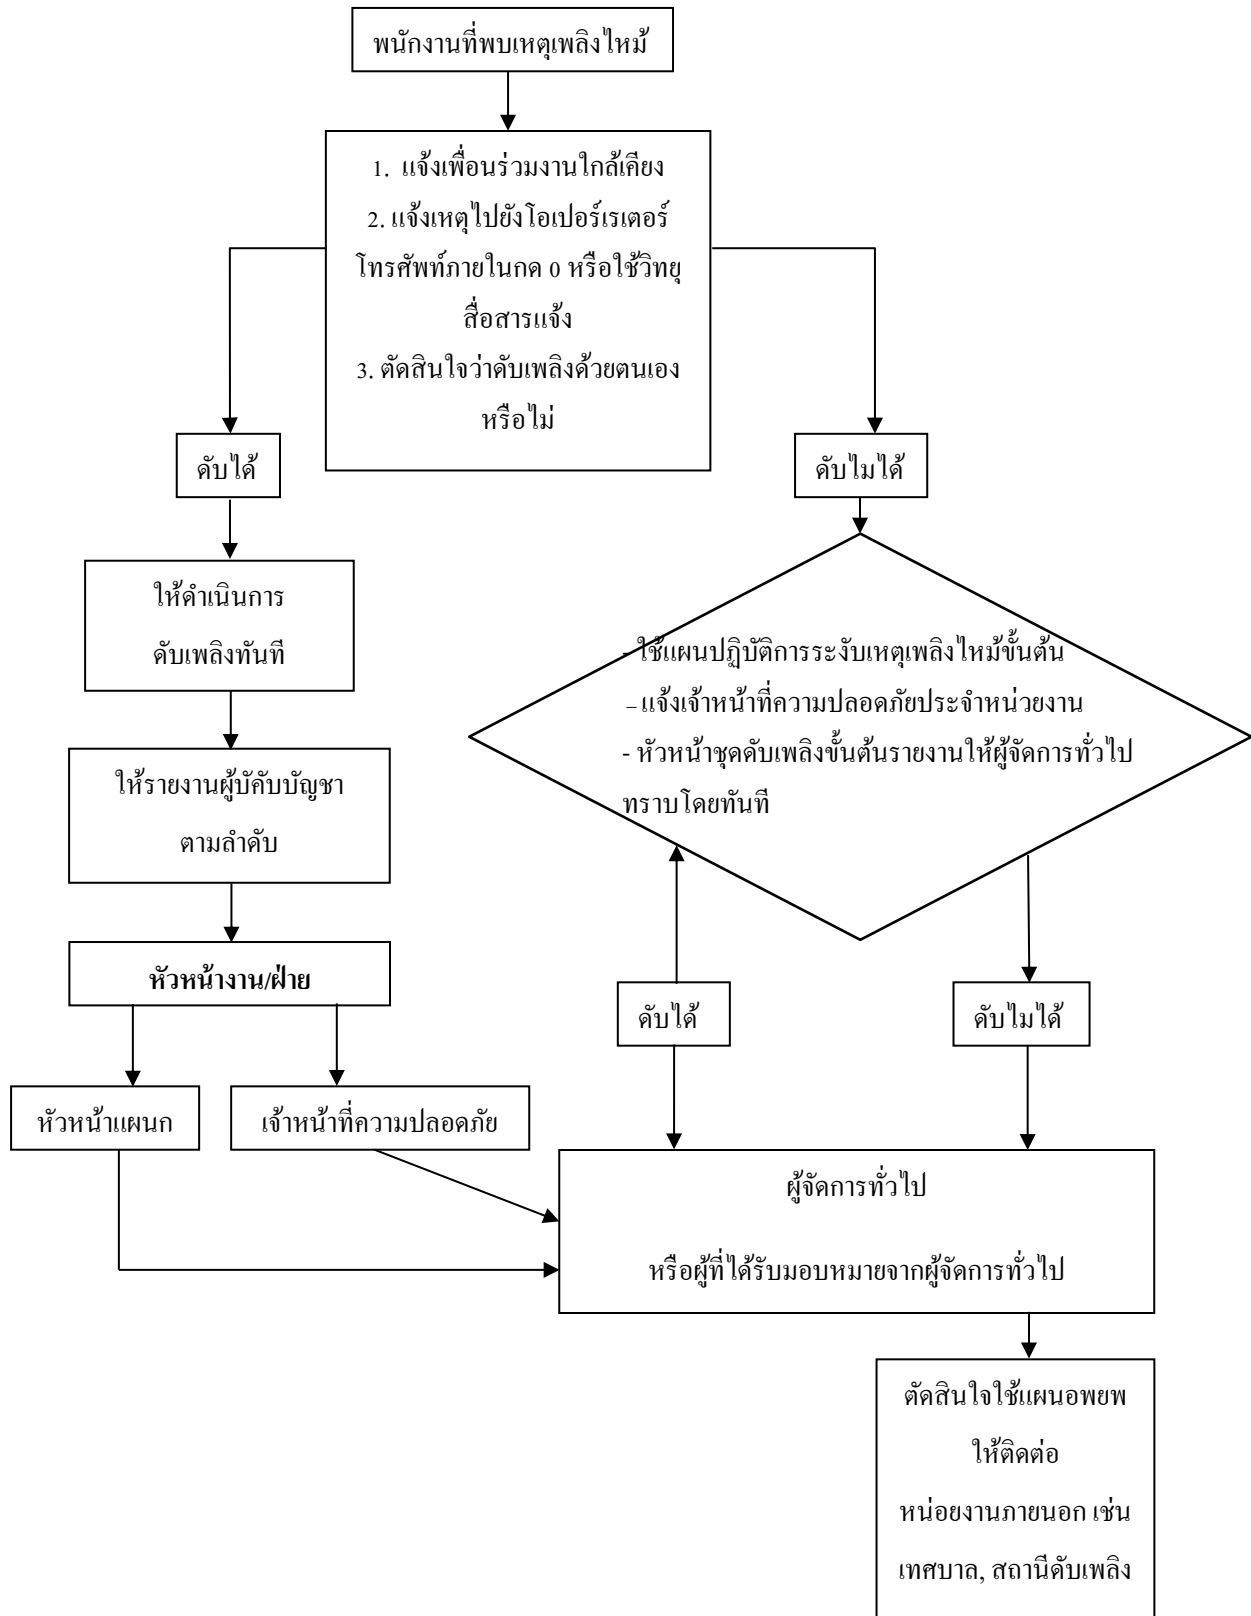 พนักงานที่พบเหตุเพลิงไหม้
1. แจ้งเพื่อนร่วมงานใกล้เคียง
2. แจ้งเหตุไปยังโอเปอร์เรเตอร์
โทรศัพท์ภายในกด 0 หรือใช้วิทยุ
สื่อสารแจ้ง
3. ตัดสินใจว่าดับเพลิงด้วยตนเอง
หรือไม่
ดับได้
ดับไมได้
ให้ดำเนินการ
ดับเพลิงทันที
- ใช้แผนปฏิบัติการระงับเหตุเพลิงไหม้ขั้นต้น
– แจ้งเจ้าหน้าที่ความปลอดภัยประจำหน่วยงาน
- หัวหน้าชุดดับเพลิงขั้นต้นรายงานให้ผู้จัดการทั่วไป
ทราบโดยทันที
ให้รายงานผู้บัคับบัญชา
ตามลำดับ
หัวหน้างาน/ฝ่าย
ดับได้
ดับไมได้
หัวหน้าแผนก
เจ้าหน้าที่ความปลอดภัย
ผู้จัดการทั่วไป
หรือผู้ที่ได้รับมอบหมายจากผู้จัดการทั่วไป
ตัดสินใจใช้แผนอพยพ
ให้ติดต่อ
หน่อยงานภายนอก เช่น
เทศบาล, สถานีดับเพลิง